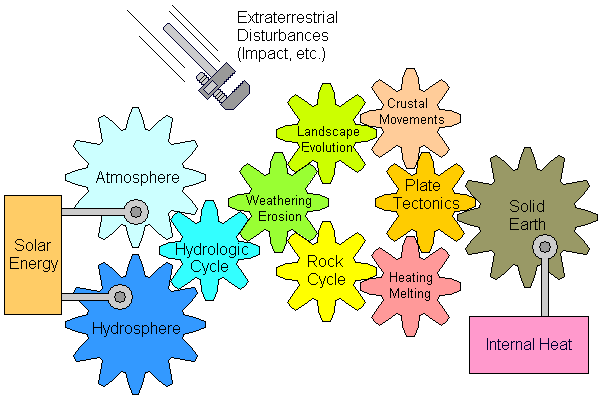 Extraterrestrial
Disturbances
(Impact, etc.)
Crustal
Movements
Landscape
Evolution
Atmosphere
Weathering
Erosion
Plate
Tectonics
Solid
Earth
Solar
Energy
Hydrologic
Cycle
Rock
Cycle
Heating
Melting
Hydrosphere
Internal Heat